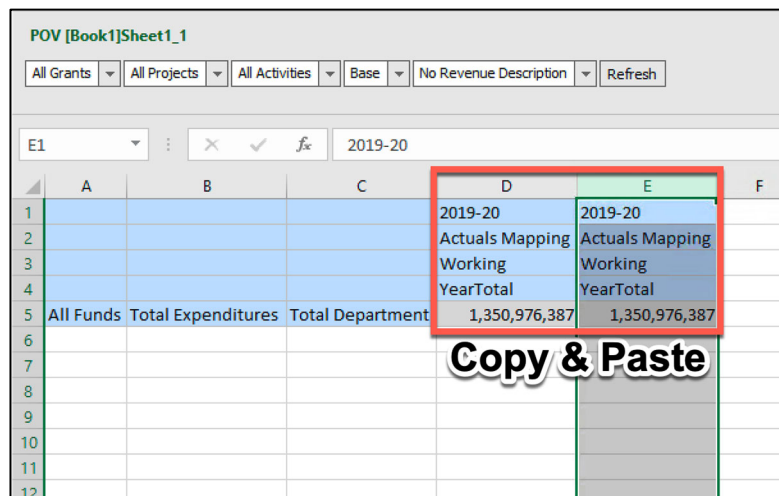 POV [Book1]Sheet1_1
All Grants All Projects All Activities Base No Revenue Description Refresh
E1 fx 2019-20
A B C D E F
1 2019-20 2019-20
2 Actuals Mapping Actuals Mapping
3 Working Working
4 YearTotal YearTotal
5 All Funds Total Expenditures Total Department 1,350,976,387 1,350,976,387
6
Copy & Paste
7
8
9
10
11
12